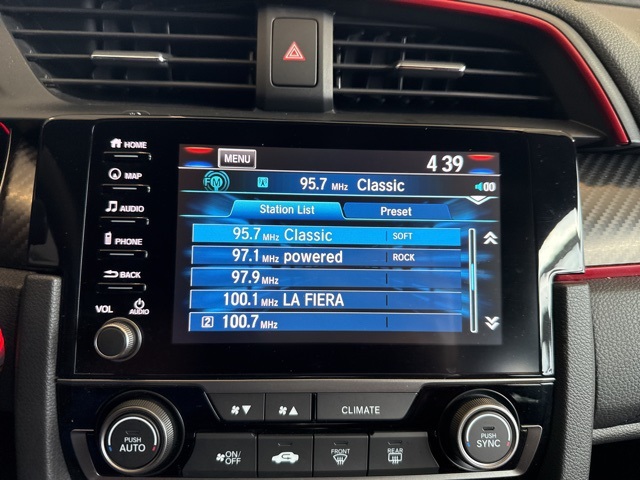 HOME
MAP
AUDIO
PHONE
BACK
VOL
AUDIO
MENU
4 39
FM
95.7 MHz Classic
00
Station List
Preset
95.7 MHz Classic SOFT
97.1 MHz powered ROCK
97.9 MHz
100.1 MHz LA FIERA
2 100.7 MHz
PUSH
AUTO
CLIMATE
ON/
OFF
FRONT
REAR
PUSH
SYNC